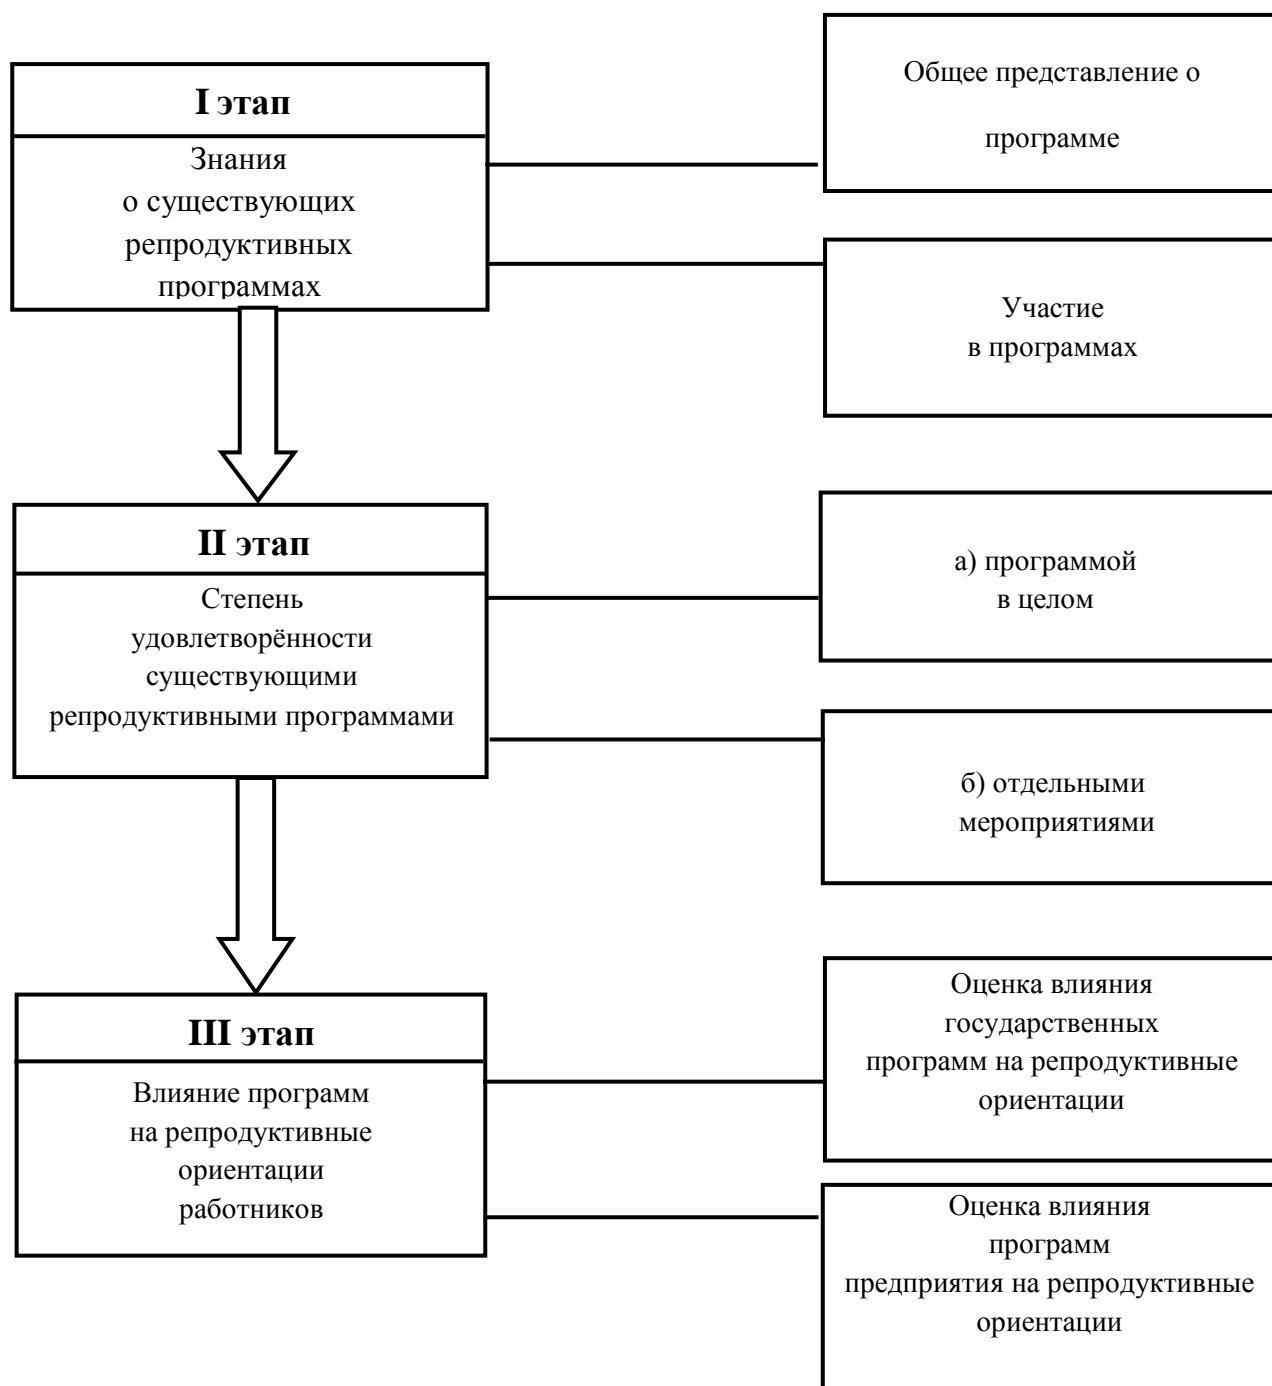 I этап
Знания
о существующих
репродуктивных
программах
Общее представление о
программе
Участие
в программах
II этап
Степень
удовлетворённости
существующими
репродуктивными программами
а) программой
в целом
б) отдельными
мероприятиями
III этап
Влияние программ
на репродуктивные
ориентации
работников
Оценка влияния
государственных
программ на репродуктивные
ориентации
Оценка влияния
программ
предприятия на репродуктивные
ориентации